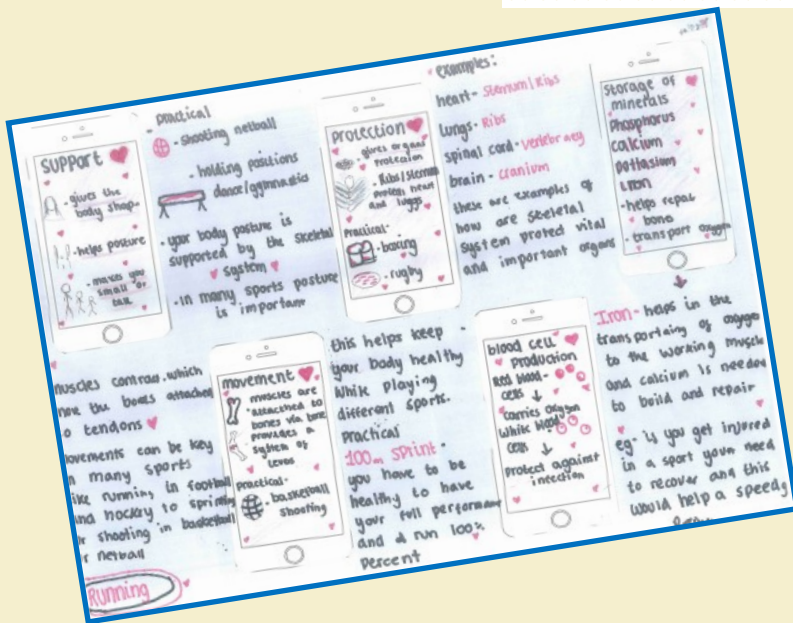 support
- gives the
body shape
- helps posture
- makes you
small or
tall
- practical
- shooting netball
- holding positions
dance/gymnastics
- your body posture is
supported by the skeletal
system
- in many sports posture
is important
protection
- gives organs
protection
- Ribs/sternum
protect heart
and lungs
practical-
- boxing
- rugby
examples:
heart- Sternum/Ribs
lungs- Ribs
spinal cord- vertebraey
brain- cranium
these are examples of
how are skeletal
system proted vital
and important organs
storage of
minerals
Phosphorus
calcium
pottasium
iron
- helps repair
bone
- transport oxygen
muscles contract which
move the bones attached
to tendons
movements can be key
in many sports
like running in football
and hockey to sprinting
or shooting in basketball
or netball
Running
movement
muscles are
attatched to
bones via bone
provides a
system of
practical-
- basketball
shooting
this helps keep -
your body healthy
while playing
different sports.
Practical
100m Sprint -
you have to be
healthy to have
your full performance
and run 100%
percent
blood cell
production
Red blood -
cells
carries oxygen
White blood
cells
protect against
infection
Iron- helps in the
of oxygen
to the working muscle
and calcium is needed
to build and repair
eg- if you get injured
in a sport youn need
to recover and this
would help a speedy